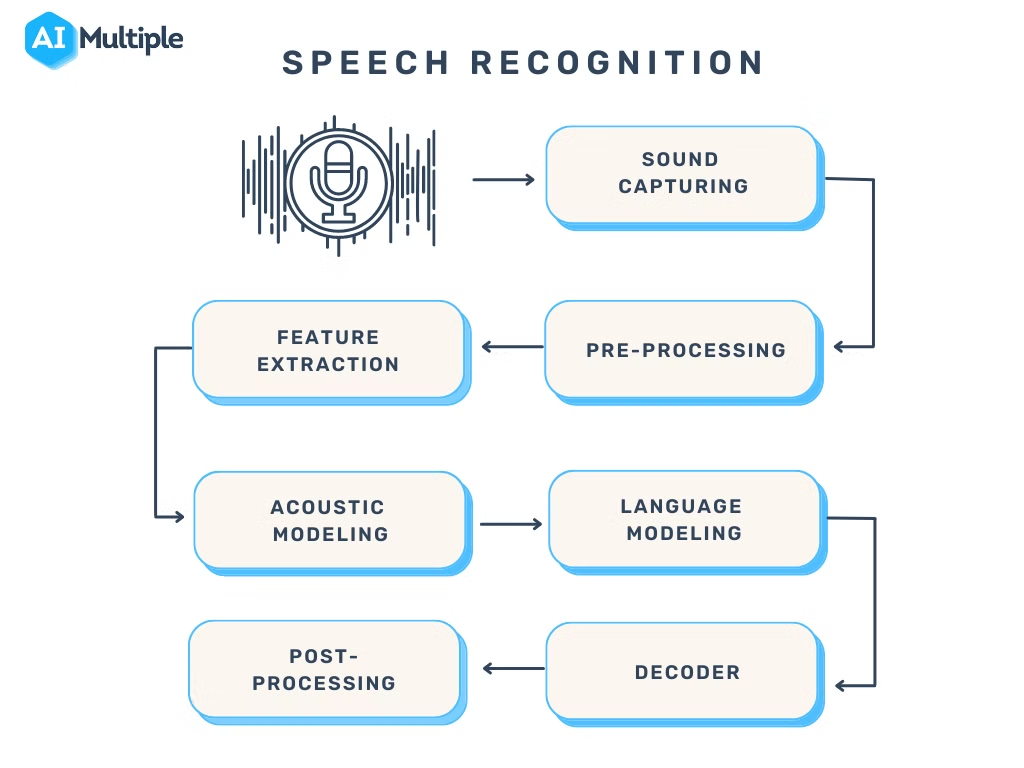 AI Multiple
SPEECH RECOGNITION
SOUND
CAPTURING
PRE-PROCESSING
FEATURE
EXTRACTION
ACOUSTIC
MODELING
LANGUAGE
MODELING
DECODER
POST-
PROCESSING